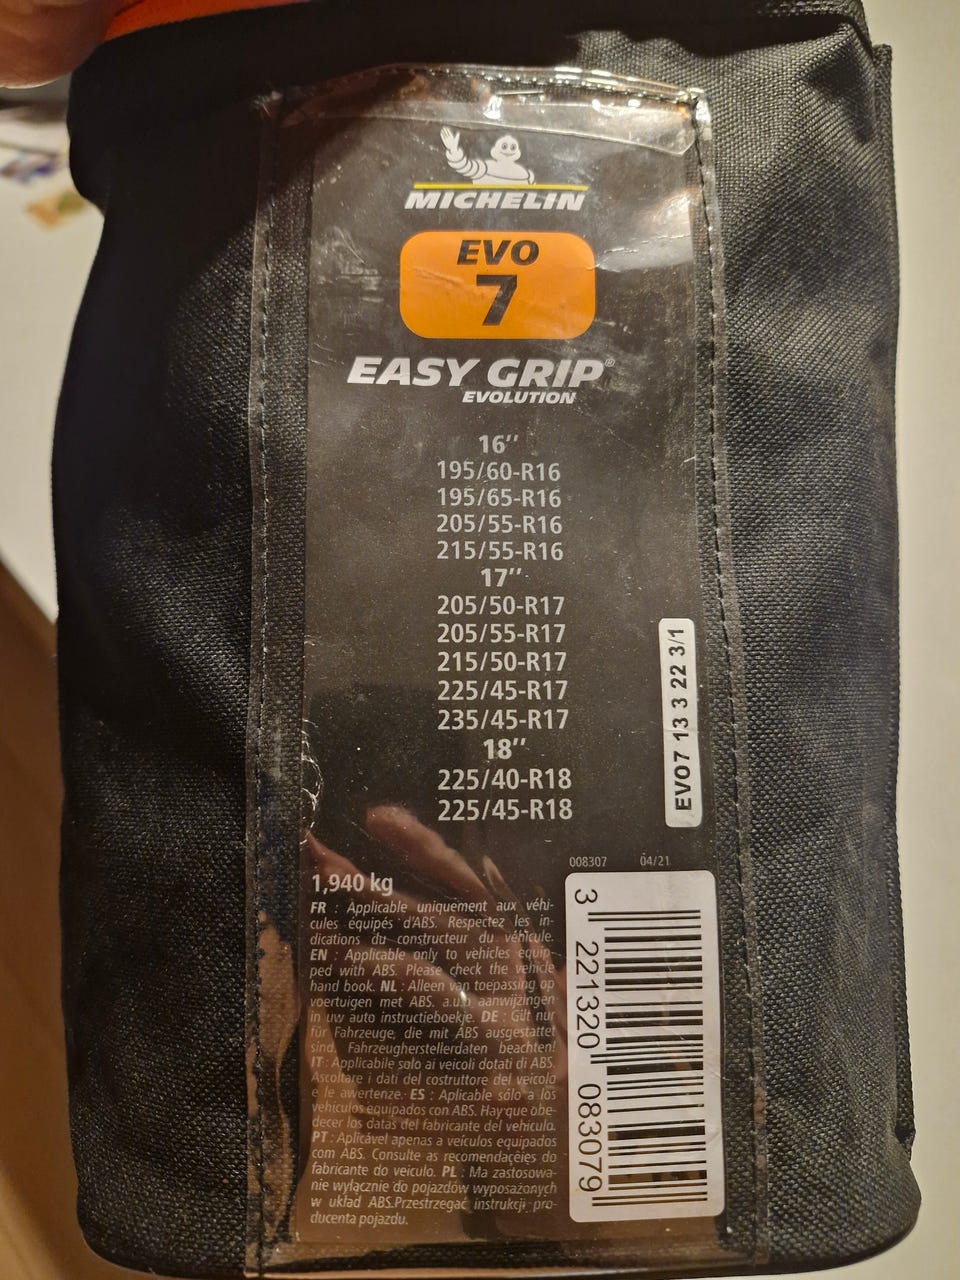 MICHELIN
EVO
7
EASY GRIP®
EVOLUTION
16’’
195/60-R16
195/65-R16
205/55-R16
215/55-R16
17’’
205/50-R17
205/55-R17
215/50-R17
225/45-R17
235/45-R17
18’’
225/40-R18
225/45-R18
EVO7 13 3 22 3/1
008307 04/21
1,940 kg
FR : Applicable uniquement aux véhi-
cules équipés d'ABS. Respectez les in-
dications du constructeur du véhicule.
EN : Applicable only to vehicles equip-
ped with ABS. Please check the vehicle
hand book. NL : Alleen van toepassing op
voertuigen met ABS. a.u.b aanwijzingen
in uw auto instructieboekje. DE : Gilt nur
für Fahrzeuge, die mit ABS ausgestattet
sind. Fahrzeugherstellerdaten beachten!
IT : Applicabile solo ai veicoli dotati di ABS.
Ascoltare i dati del costruttore del veicolo
e le awertenze. ES : Aplicable sólo a los
vehículos equipados con ABS. Hay que obe-
decer los datos del fabricante del vehículo.
PT : Aplicável apenas a veículos equipados
com ABS. Consulte as recomendações do
fabricante do veículo. PL : Ma zastosowa-
nie wyłącznie do pojazdów wyposażonych
w układ ABS.Przestrzegać instrukcji pro-
ducenta pojazdu.
3 221320 083079